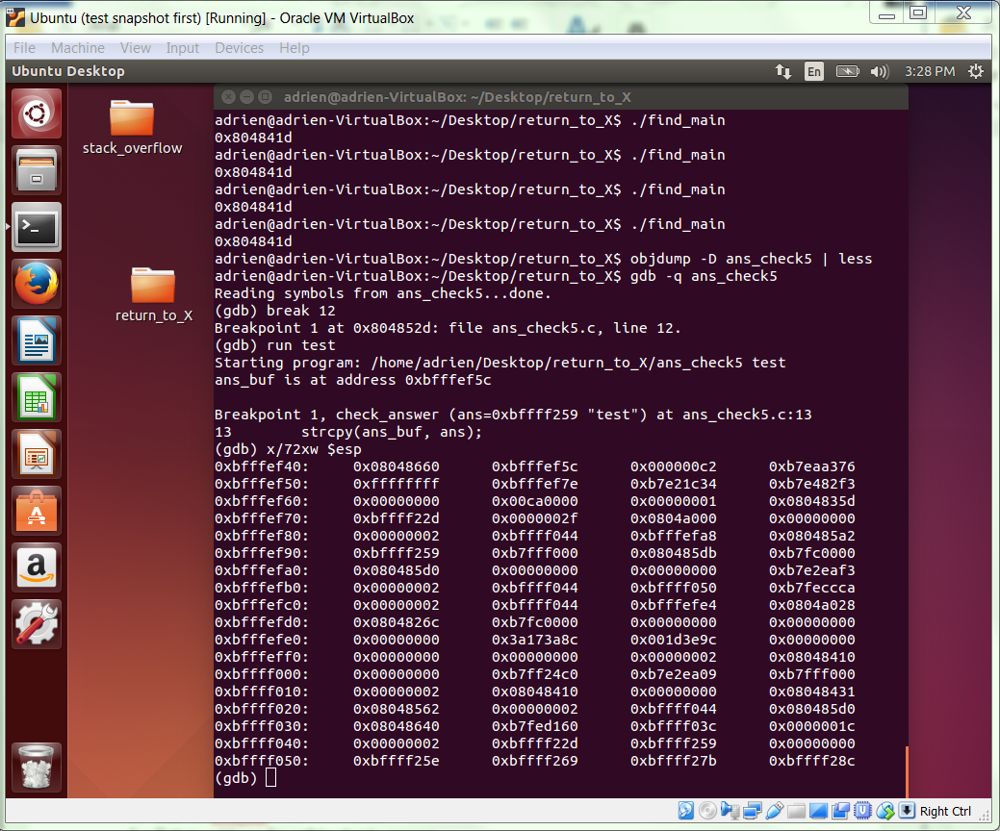 Ubuntu (test snapshot first) [Running] - Oracle VM VirtualBox
File Machine View Input Devices Help
Ubuntu Desktop En 3:28 PM
adrien@adrien-VirtualBox: ~/Desktop/return_to_X
stack_overflow
return_to_X
adrien@adrien-VirtualBox:~/Desktop/return_to_X$ ./find_main
0x804841d
adrien@adrien-VirtualBox:~/Desktop/return_to_X$ ./find_main
0x804841d
adrien@adrien-VirtualBox:~/Desktop/return_to_X$ ./find_main
0x804841d
adrien@adrien-VirtualBox:~/Desktop/return_to_X$ ./find_main
0x804841d
adrien@adrien-VirtualBox:~/Desktop/return_to_X$ objdump -D ans_check5 | less
adrien@adrien-VirtualBox:~/Desktop/return_to_X$ gdb -q ans_check5
Reading symbols from ans_check5...done.
(gdb) break 12
Breakpoint 1 at 0x804852d: file ans_check5.c, line 12.
(gdb) run test
Starting program: /home/adrien/Desktop/return_to_X/ans_check5 test
ans_buf is at address 0xbfffef5c
Breakpoint 1, check_answer (ans=0xbffff259 "test") at ans_check5.c:13
13 strcpy(ans_buf, ans);
(gdb) x/72xw $esp
0xbfffef40: 0x08048660 0xbfffef5c 0x000000c2 0xb7eaa376
0xbfffef50: 0xffffffff 0xbfffef7e 0xb7e21c34 0xb7e482f3
0xbfffef60: 0x00000000 0x00ca0000 0x00000001 0x0804835d
0xbfffef70: 0xbffff22d 0x0000002f 0x0804a000 0x00000000
0xbfffef80: 0x00000002 0xbffff044 0xbfffefa8 0x080485a2
0xbfffef90: 0xbffff259 0xb7fff000 0x080485db 0xb7fc0000
0xbfffefa0: 0x080485d0 0x00000000 0x00000000 0xb7e2eaf3
0xbfffefb0: 0x00000002 0xbffff044 0xbffff050 0xb7feccca
0xbfffefc0: 0x00000002 0xbffff044 0xbfffefe4 0x0804a028
0xbfffefd0: 0x0804826c 0xb7fc0000 0x00000000 0x00000000
0xbfffefe0: 0x00000000 0x3a173a8c 0x001d3e9c 0x00000000
0xbfffeff0: 0x00000000 0x00000000 0x00000002 0x08048410
0xbffff000: 0x00000000 0xb7ff24c0 0xb7e2ea09 0xb7fff000
0xbffff010: 0x00000002 0x08048410 0x00000000 0x08048431
0xbffff020: 0x08048562 0x00000002 0xbffff044 0x080485d0
0xbffff030: 0x08048640 0xb7fed160 0xbffff03c 0x0000001c
0xbffff040: 0x00000002 0xbffff22d 0xbffff259 0x00000000
0xbffff050: 0xbffff25e 0xbffff269 0xbffff27b 0xbffff28c
(gdb)
Right Ctrl